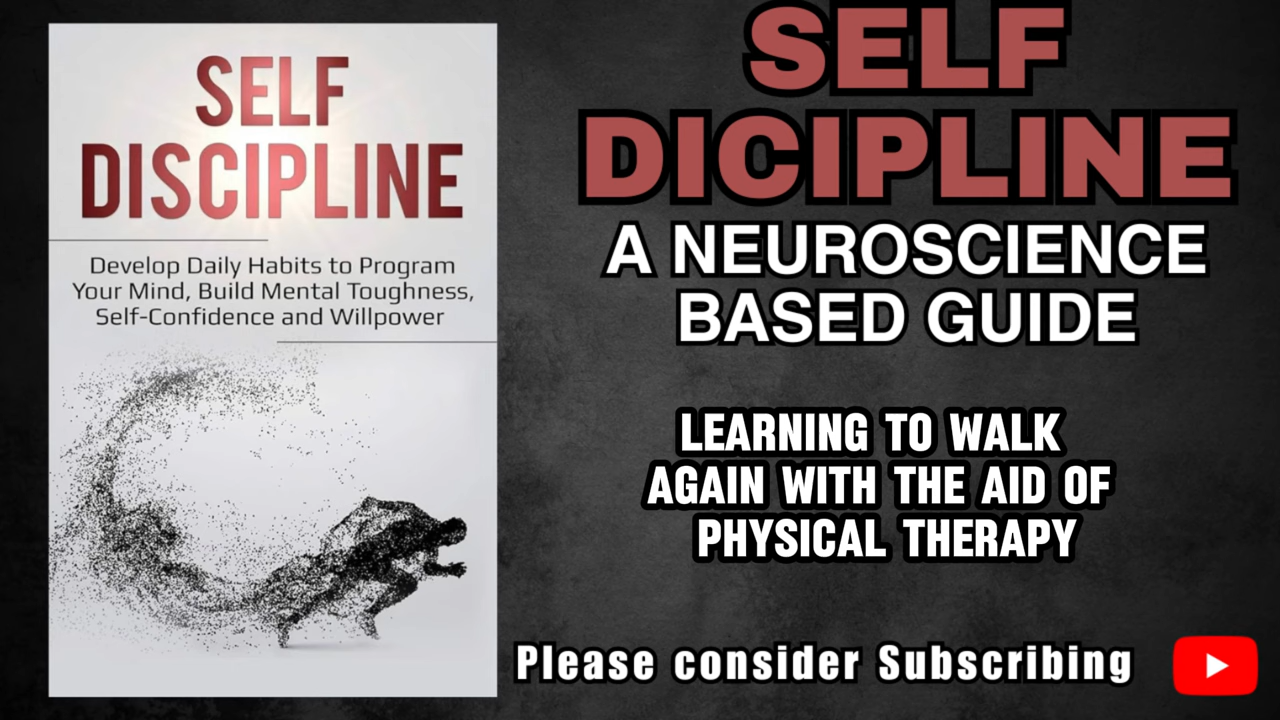 SELF
DISCIPLINE
Develop Daily Habits to Program
Your Mind, Build Mental Toughness,
Self-Confidence and Willpower
SELF
DICIPLINE
A NEUROSCIENCE
BASED GUIDE
LEARNING TO WALK
AGAIN WITH THE AID OF
PHYSICAL THERAPY
Please consider Subscribing